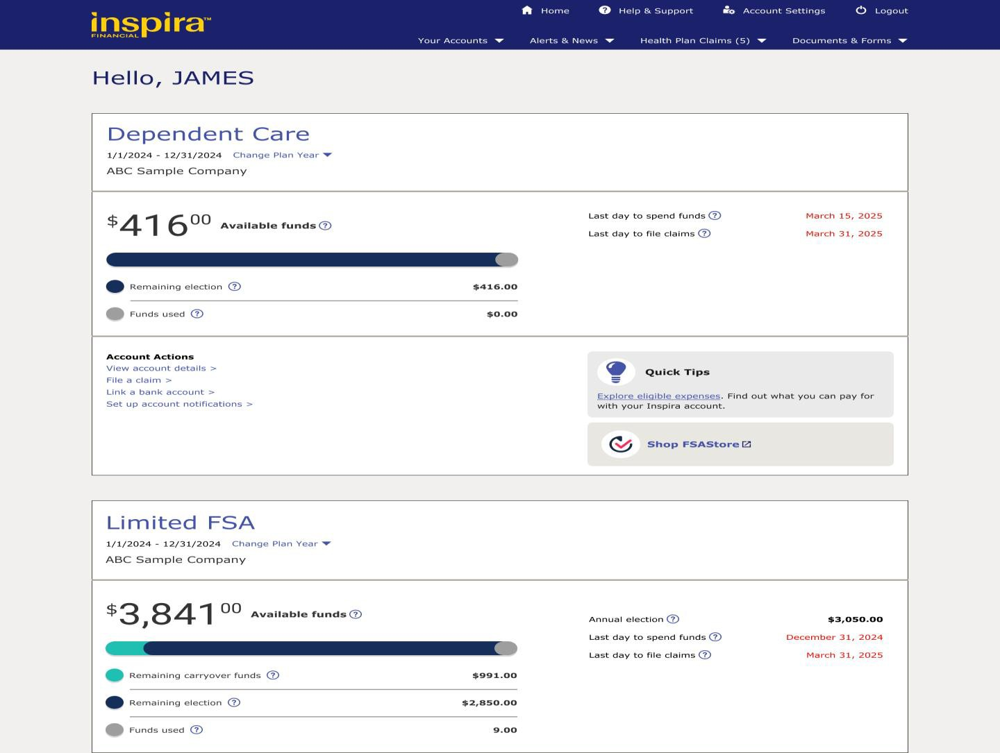 inspira™
FINANCIAL
Home Help & Support Account Settings Logout
Your Accounts Alerts & News Health Plan Claims (5) Documents & Forms
Hello, JAMES
Dependent Care
1/1/2024 - 12/31/2024 Change Plan Year
ABC Sample Company
$416 00 Available funds ?
Last day to spend funds ? March 15, 2025
Last day to file claims ? March 31, 2025
Remaining election ? $416.00
Funds used ? $0.00
Account Actions
View account details >
File a claim >
Link a bank account >
Set up account notifications >
Quick Tips
Explore eligible expenses. Find out what you can pay for
with your Inspira account.
Shop FSAStore
Limited FSA
1/1/2024 - 12/31/2024 Change Plan Year
ABC Sample Company
$3,841 00 Available funds ?
Annual election ? $3,050.00
Last day to spend funds ? December 31, 2024
Last day to file claims ? March 31, 2025
Remaining carryover funds ? $991.00
Remaining election ? $2,850.00
Funds used ? 9.00